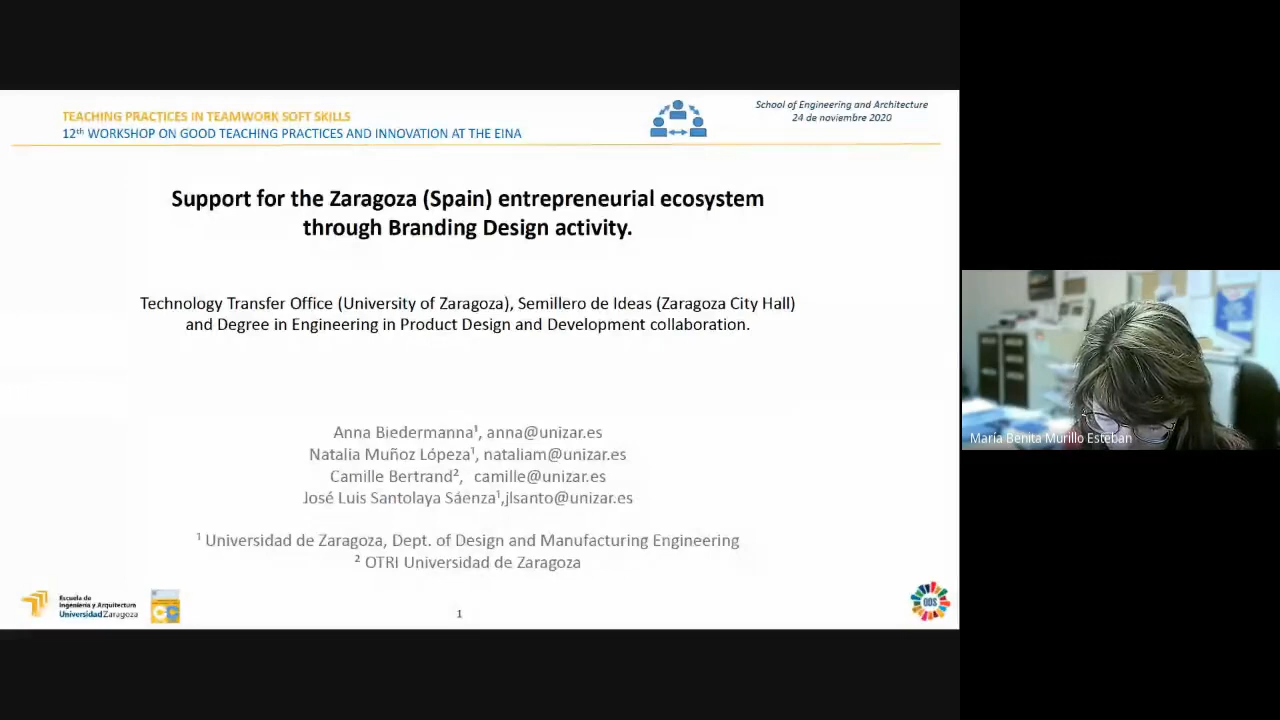 TEACHING PRACTICES IN TEAMWORK SOFT SKILLS
12th WORKSHOP ON GOOD TEACHING PRACTICES AND INNOVATION AT THE EINA
School of Engineering and Architecture
24 de noviembre 2020
Support for the Zaragoza (Spain) entrepreneurial ecosystem
through Branding Design activity.
Technology Transfer Office (University of Zaragoza), Semillero de Ideas (Zaragoza City Hall)
and Degree in Engineering in Product Design and Development collaboration.
Anna Biedermanna¹, anna@unizar.es
Natalia Muñoz Lópeza¹, nataliam@unizar.es
Camille Bertrand², camille@unizar.es
José Luis Santolaya Sáenza¹,jlsanto@unizar.es
¹ Universidad de Zaragoza, Dept. of Design and Manufacturing Engineering
² OTRI Universidad de Zaragoza
Escuela de
Ingeniería y Arquitectura
Universidad Zaragoza
1
ODS
María Benita Murillo Esteban